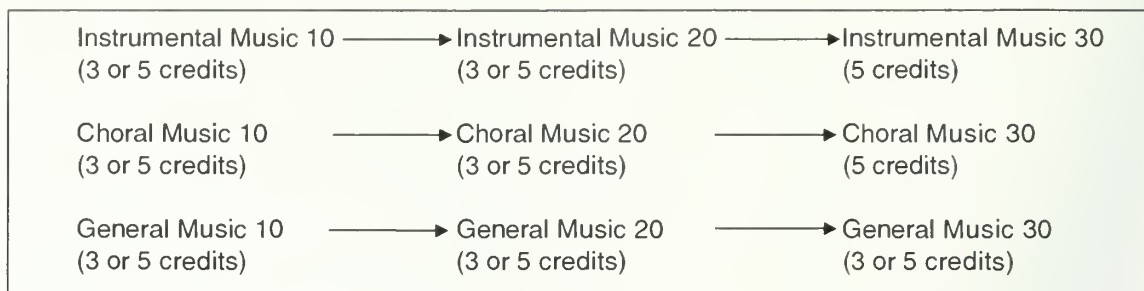 Instrumental Music 10 Instrumental Music 20 Instrumental Music 30
(3 or 5 credits) (3 or 5 credits) (5 credits)
Choral Music 10 Choral Music 20 Choral Music 30
(3 or 5 credits) (3 or 5 credits) (5 credits)
General Music 10 General Music 20 General Music 30
(3 or 5 credits) (3 or 5 credits) (3 or 5 credits)